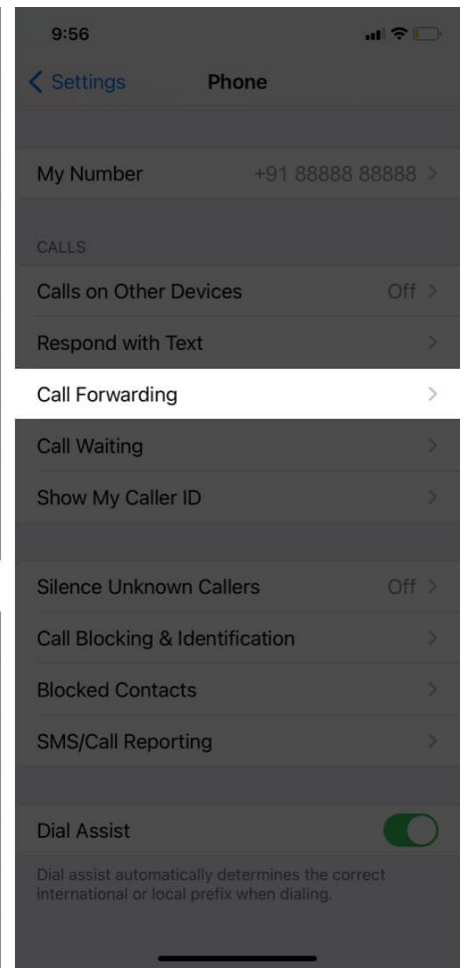 9:56
Settings
Phone
My Number +91 88888 88888
CALLS
Calls on Other Devices Off
Respond with Text
Call Forwarding
Call Waiting
Show My Caller ID
Silence Unknown Callers Off
Call Blocking & Identification
Blocked Contacts
SMS/Call Reporting
Dial Assist
Dial assist automatically determines the correct
international or local prefix when dialing.